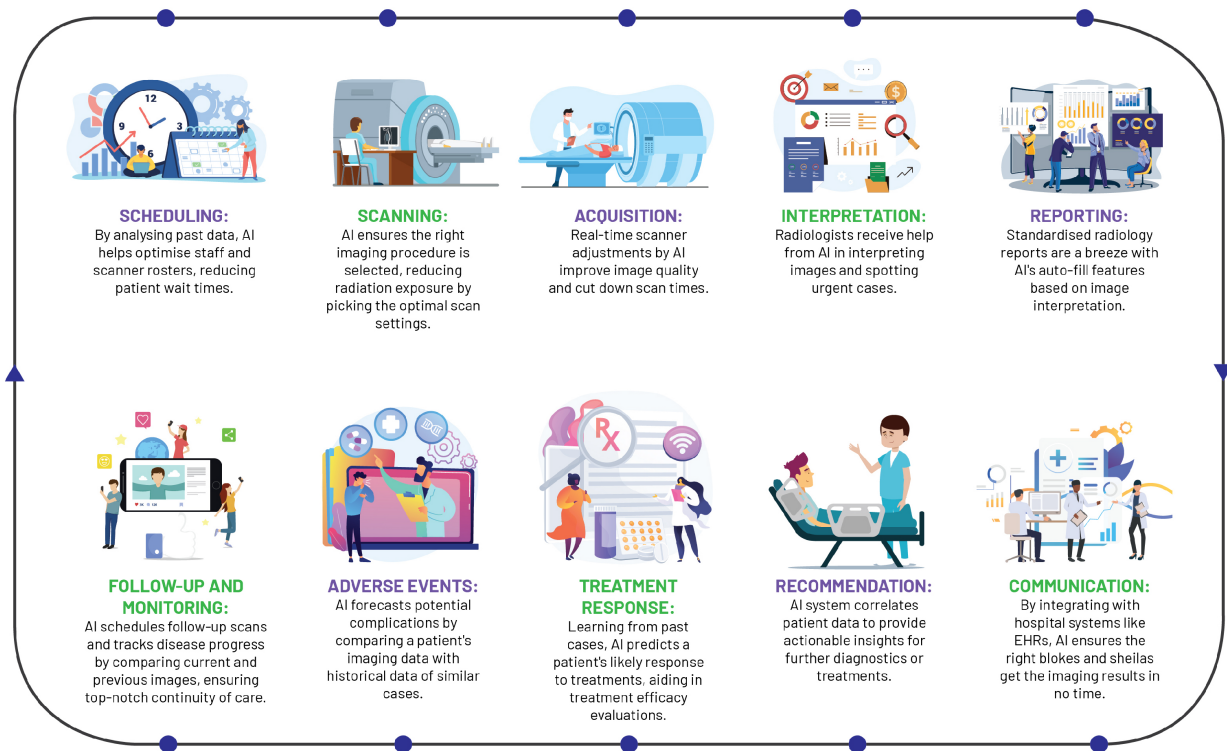 12
3
6
9
$
SCHEDULING:
By analysing past data, AI
helps optimise staff and
scanner rosters, reducing
patient wait times.
SCANNING:
AI ensures the right
imaging procedure is
selected, reducing
radiation exposure by
picking the optimal scan
settings.
ACQUISITION:
Real-time scanner
adjustments by AI
improve image quality
and cut down scan times.
INTERPRETATION:
Radiologists receive help
from AI in interpreting
images and spotting
urgent cases.
REPORTING:
Standardised radiology
reports are a breeze with
AI's auto-fill features
based on image
interpretation.
RX
FOLLOW-UP AND
MONITORING:
AI schedules follow-up scans
and tracks disease progress
by comparing current and
previous images, ensuring
top-notch continuity of care.
ADVERSE EVENTS:
AI forecasts potential
complications by
comparing a patient's
imaging data with
historical data of similar
cases.
TREATMENT
RESPONSE:
Learning from past
cases, AI predicts a
patient's likely response
to treatments, aiding in
treatment efficacy
evaluations.
RECOMMENDATION:
AI system correlates
patient data to provide
actionable insights for
further diagnostics or
treatments.
COMMUNICATION:
By integrating with
hospital systems like
EHRs, AI ensures the
right blokes and sheilas
get the imaging results in
no time.